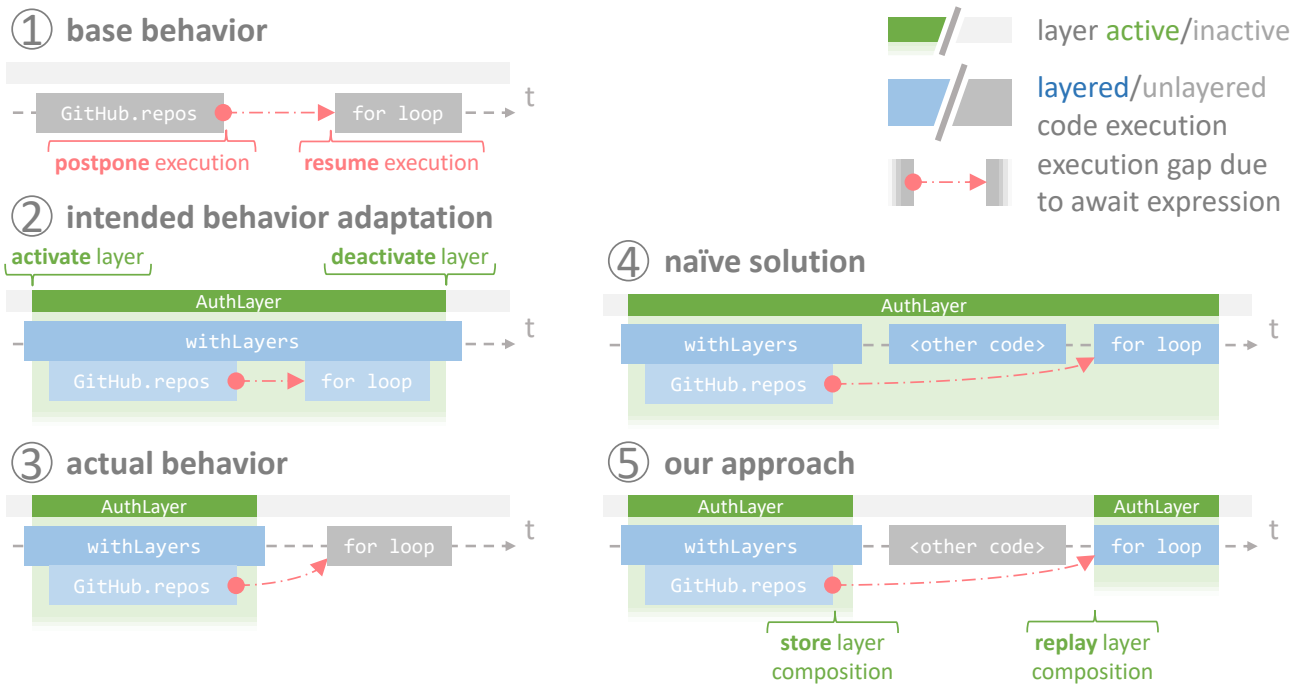 ① base behavior
GitHub.repos
for loop
t
postpone execution
resume execution
② intended behavior adaptation
activate layer
deactivate layer
AuthLayer
withLayers
t
GitHub.repos
for loop
③ actual behavior
AuthLayer
withLayers
for loop
t
GitHub.repos
layer active/inactive
layered/unlayered
code execution
execution gap due
to await expression
④ naïve solution
AuthLayer
withLayers
<other code>
for loop
t
GitHub.repos
⑤ our approach
AuthLayer
AuthLayer
withLayers
<other code>
for loop
t
GitHub.repos
store layer
composition
replay layer
composition